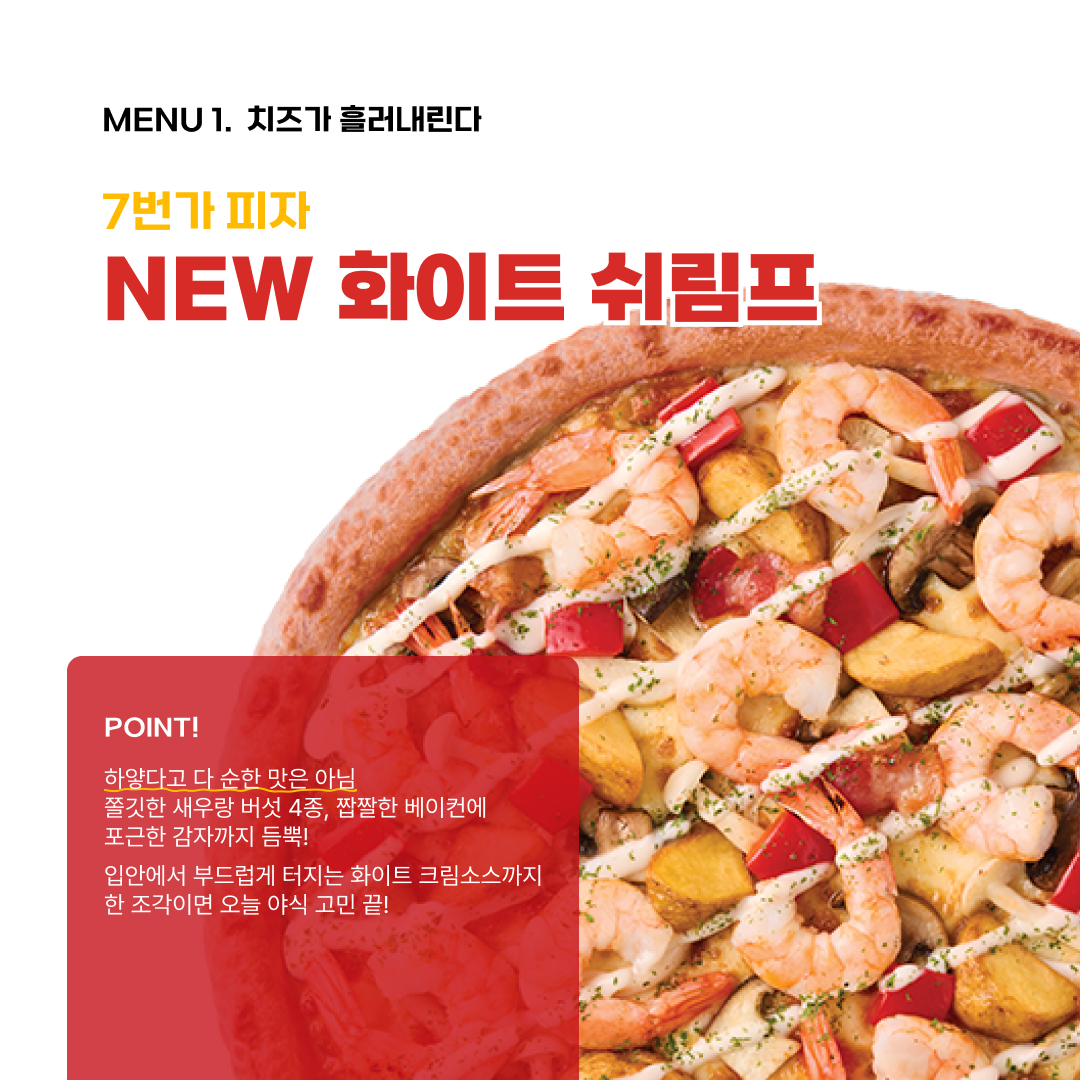 MENU 1. 치즈가 흘러내린다
7번가 피자
NEW 화이트 쉬림프
POINT!
하얗다고 다 순한 맛은 아님
쫄깃한 새우랑 버섯 4종, 짭짤한 베이컨에
포근한 감자까지 듬뿍!
입안에서 부드럽게 터지는 화이트 크림소스까지
한 조각이면 오늘 야식 고민 끝!